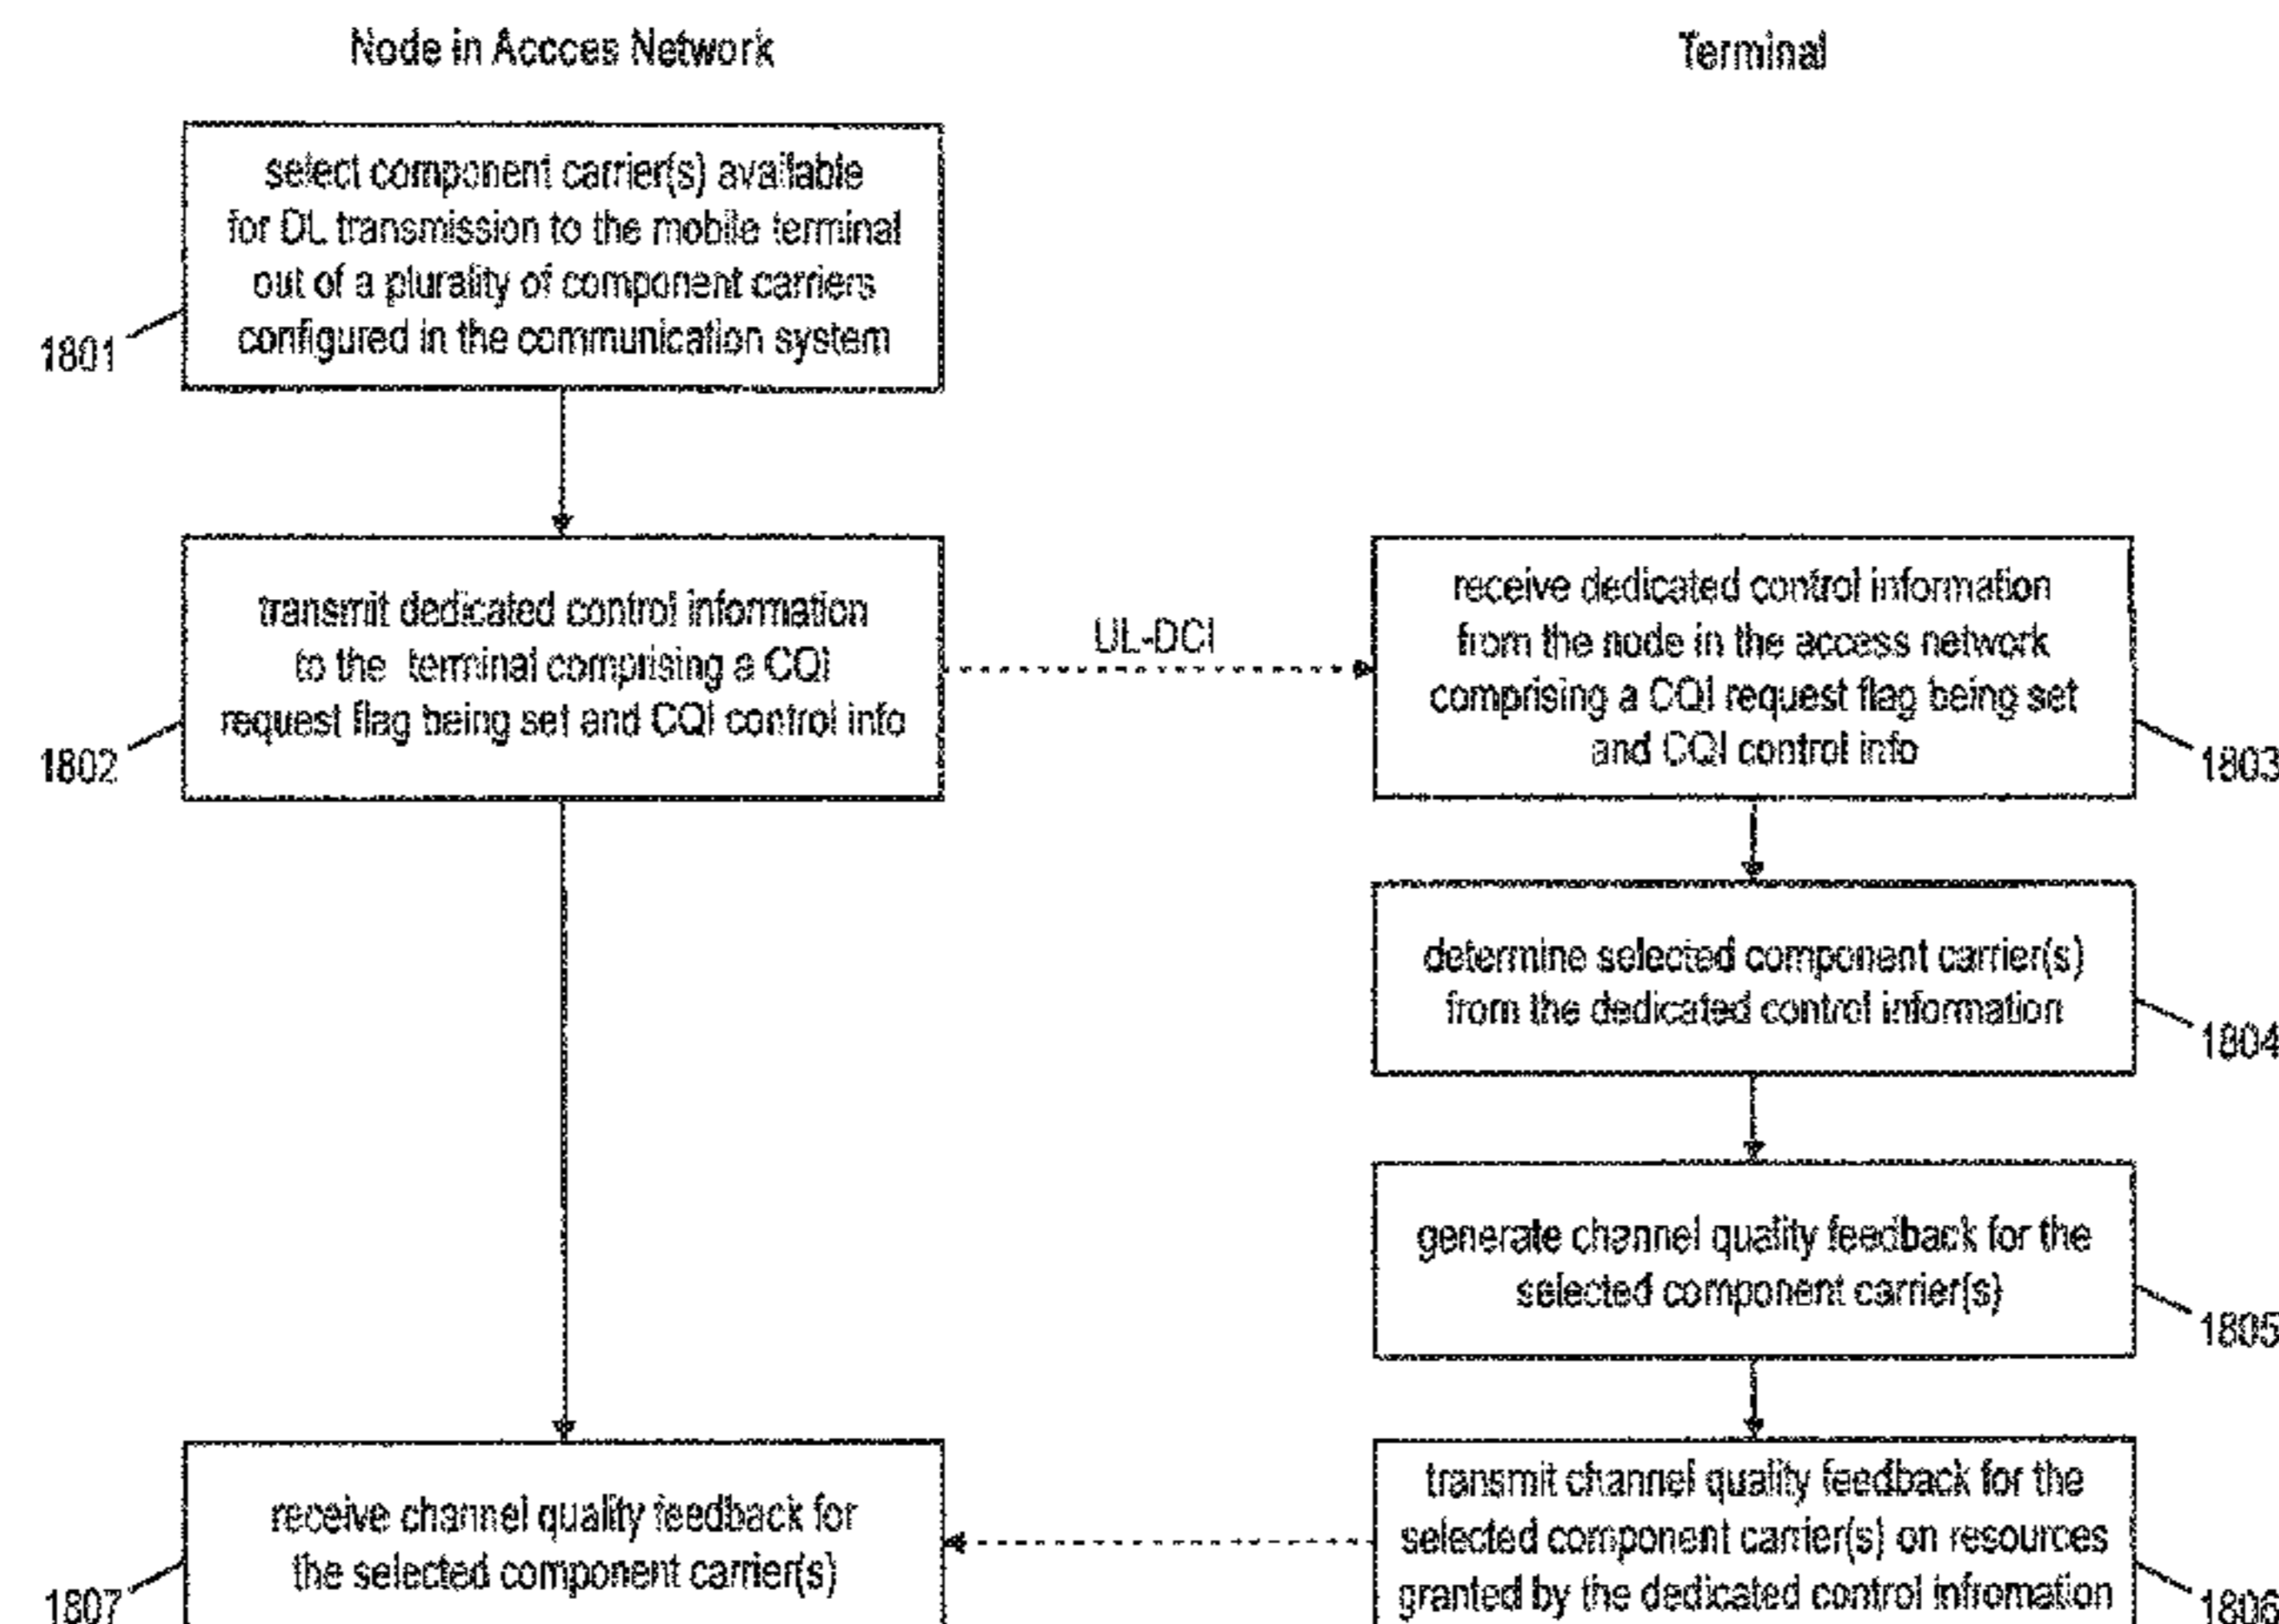 Node in Accces Network
Terminal
select component carrier(s) available
for DL transmission to the mobile terminal
out of a plurality of component carriers
configured in the communication system
1801
transmit dedicated control information
to the terminal comprising a CQI
request flag being set and CQI control info
1802
UL-DCI
receive dedicated control information
from the node in the access network
comprising a CQI request flag being set
and CQI control info
1803
determine selected component carrier(s)
from the dedicated control information
1804
generate channel quality feedback for the
selected component carrier(s)
1805
transmit channel quality feedback for the
selected component carrier(s) on resources
granted by the dedicated control infromation
1806
receive channel quality feedback for
the selected component carrier(s)
1807